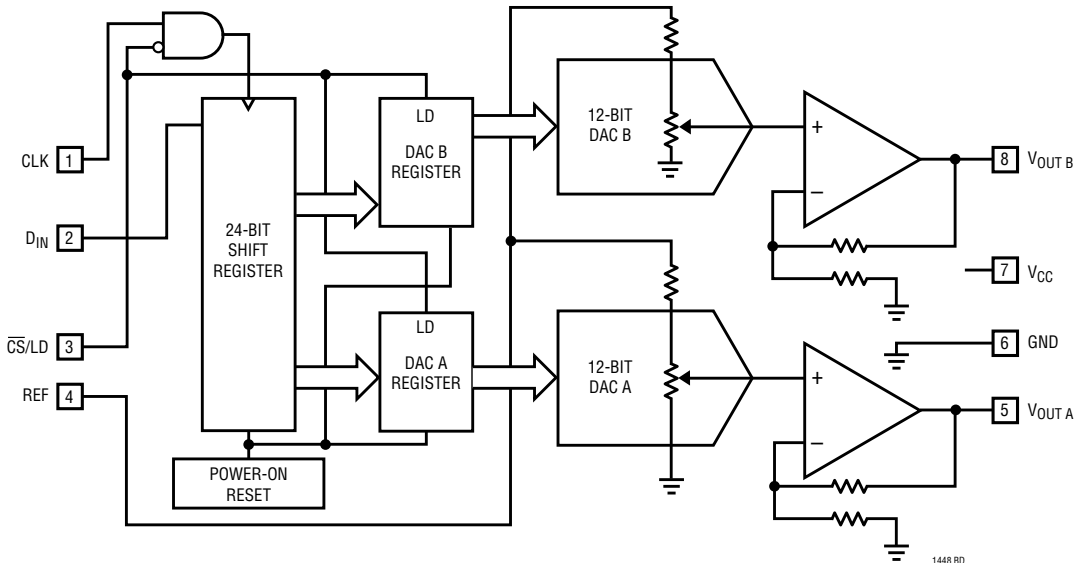 CLK 1
D_IN 2
C̅S̅/LD 3
REF 4
24-BIT
SHIFT
REGISTER
POWER-ON
RESET
LD
DAC B
REGISTER
LD
DAC A
REGISTER
12-BIT
DAC B
12-BIT
DAC A
+
–
+
–
8 V_OUT B
7 V_CC
6 GND
5 V_OUT A
1448 BD